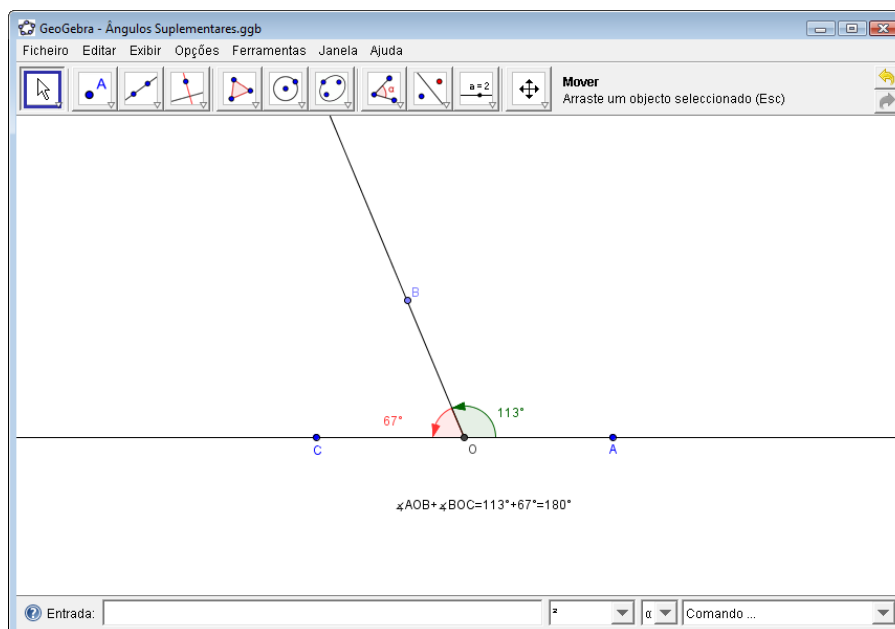 GeoGebra - Ângulos Suplementares.ggb
Ficheiro Editar Exibir Opções Ferramentas Janela Ajuda
A
α
a = 2
Mover
Arraste um objecto seleccionado (Esc)
B
67°
113°
C
O
A
∡AOB+∡BOC=113°+67°=180°
Entrada:
²
α
Comando ...